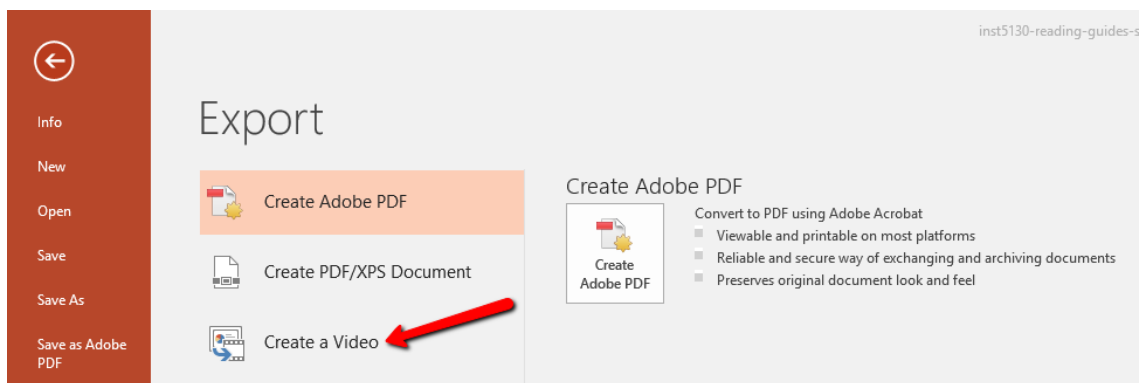 inst5130-reading-guides-s
Info
New
Open
Save
Save As
Save as Adobe
PDF
Export
Create Adobe PDF
Create PDF/XPS Document
Create a Video
Create Adobe PDF
Create
Adobe PDF
Convert to PDF using Adobe Acrobat
Viewable and printable on most platforms
Reliable and secure way of exchanging and archiving documents
Preserves original document look and feel